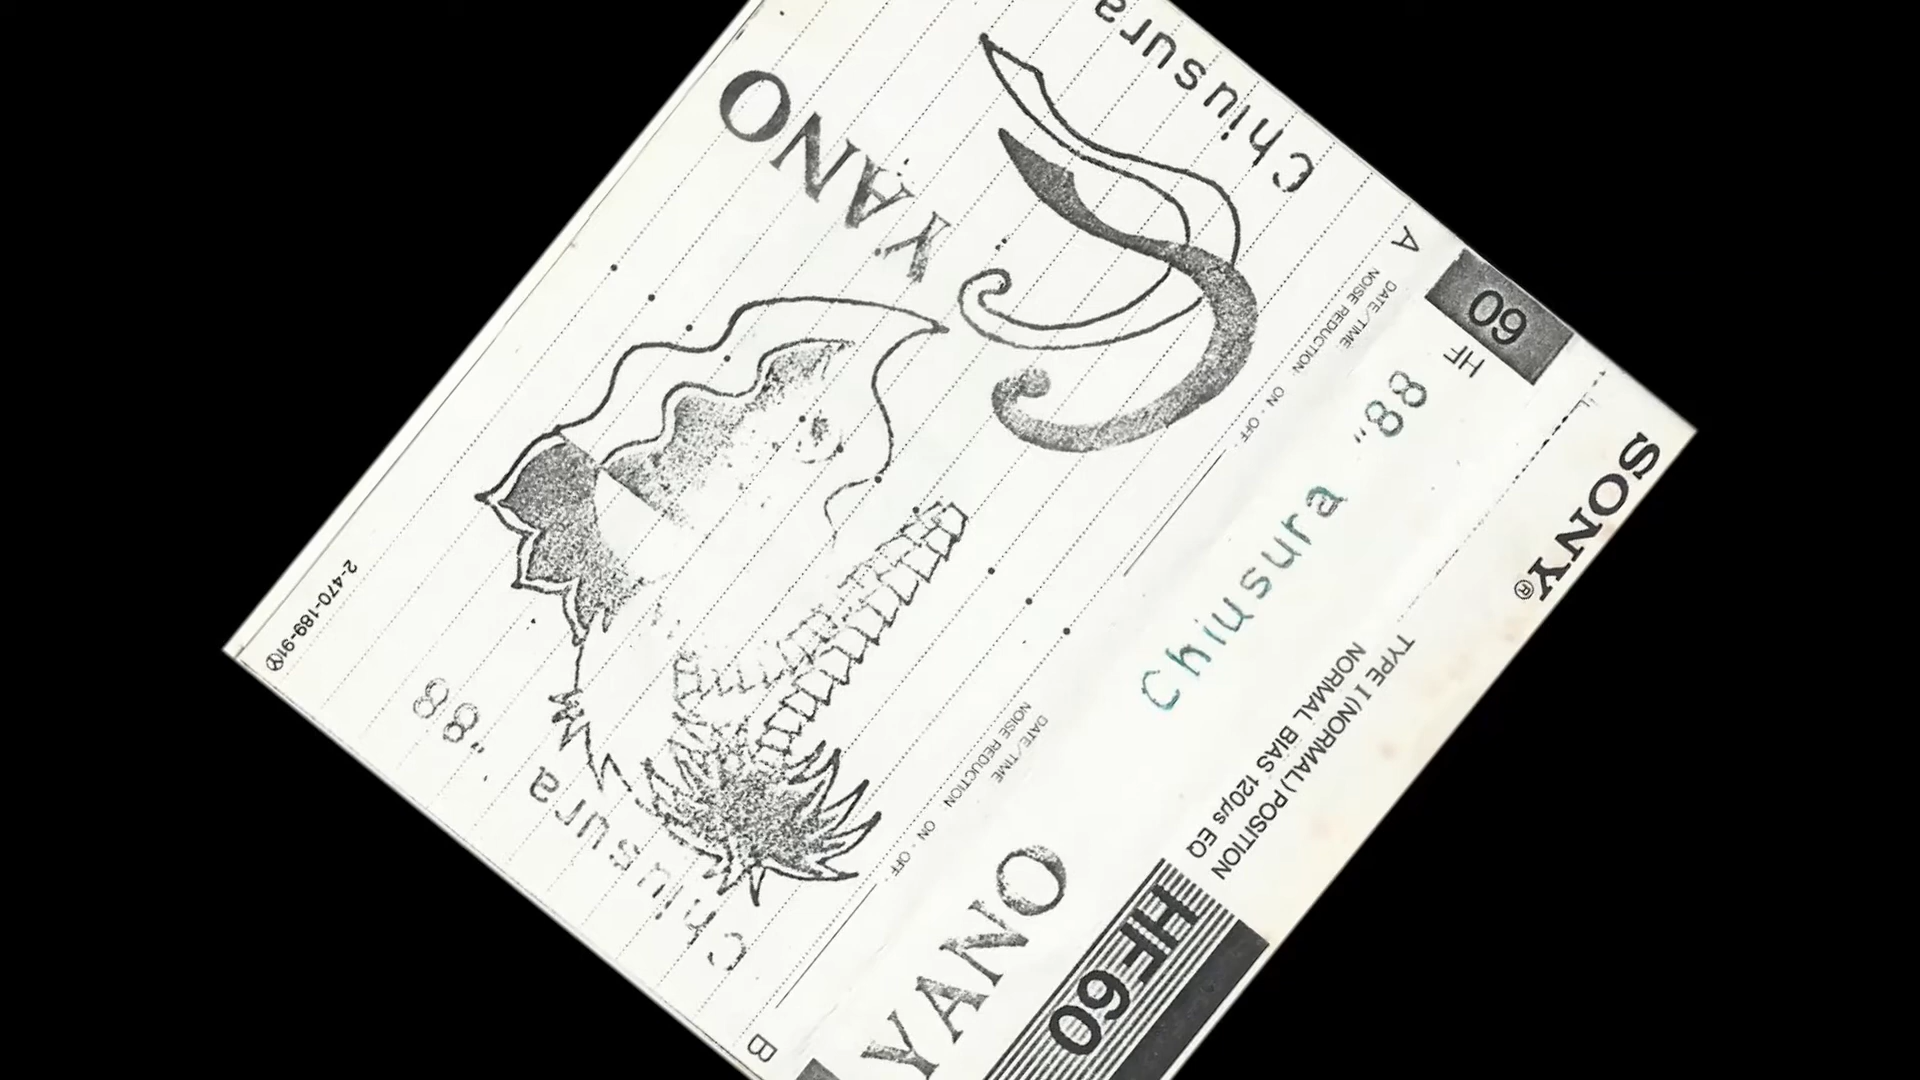 Chiusura
YANO
A
DATE/TIME
NOISE REDUCTION ON · OFF
60
HF
Chiusura "88
SONY®
TYPE I (NORMAL) POSITION
NORMAL BIAS 120µs EQ
HF60
YANO
B
DATE/TIME
NOISE REDUCTION ON · OFF
Chiusura "88
2-470-189-91Ⓨ